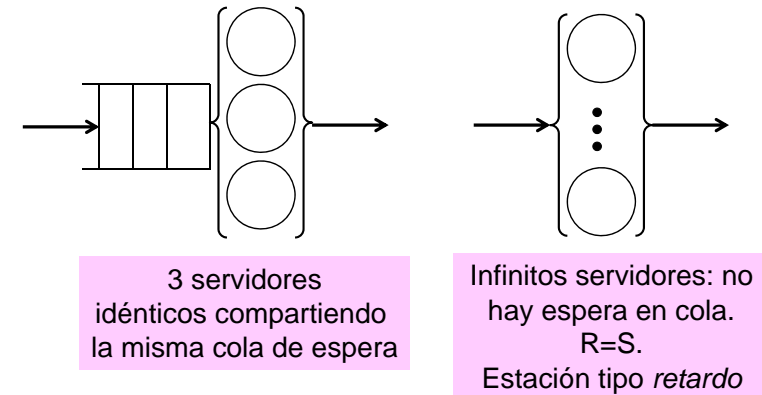 3 servidores
idénticos compartiendo
la misma cola de espera
Infinitos servidores: no
hay espera en cola.
R=S.
Estación tipo retardo